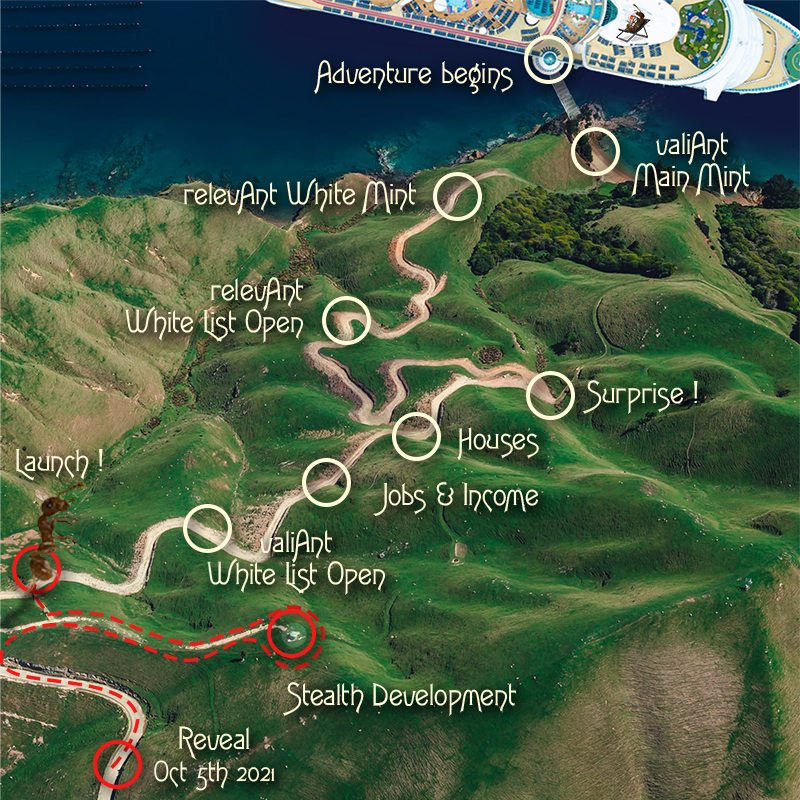 Adventure begins
valiAnt
Main Mint
relevAnt White Mint
relevAnt
White List Open
Surprise !
Houses
Launch !
Jobs & Income
valiAnt
White List Open
Stealth Development
Reveal
Oct 5th 2021